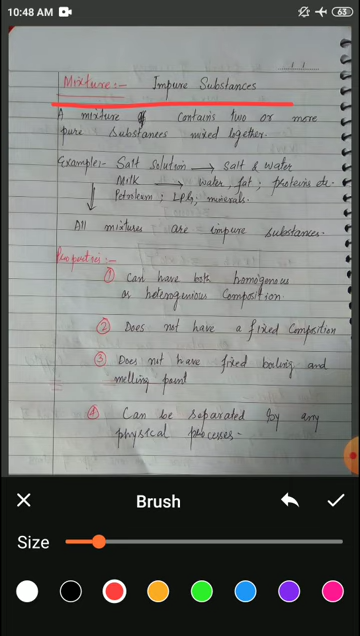 10:48 AM
63
Mixture:- Impure Substances
A mixture contains two or more
pure substances mixed together.
Example:- Salt solution → Salt & Water
Milk → Water, fat; proteins etc.
Petroleum; LPG; minerals.
All mixtures are impure substances.
Properties:-
① Can have both homogenous
or heterogenious Composition.
② Does not have a fixed Composition
③ Does not have fixed boiling and
melting point
④ Can be separated by any
physical processes-
Brush
Size